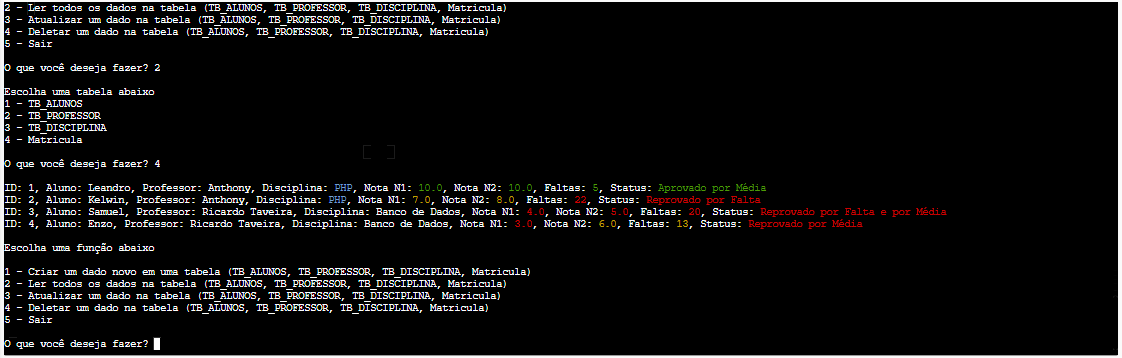 2 - Ler todos os dados na tabela (TB_ALUNOS, TB_PROFESSOR, TB_DISCIPLINA, Matricula)
3 - Atualizar um dado na tabela (TB_ALUNOS, TB_PROFESSOR, TB_DISCIPLINA, Matricula)
4 - Deletar um dado na tabela (TB_ALUNOS, TB_PROFESSOR, TB_DISCIPLINA, Matricula)
5 - Sair
O que você deseja fazer? 2
Escolha uma tabela abaixo
1 - TB_ALUNOS
2 - TB_PROFESSOR
3 - TB_DISCIPLINA
4 - Matricula
O que você deseja fazer? 4
ID: 1, Aluno: Leandro, Professor: Anthony, Disciplina: PHP, Nota N1: 10.0, Nota N2: 10.0, Faltas: 5, Status: Aprovado por Média
ID: 2, Aluno: Kelwin, Professor: Anthony, Disciplina: PHP, Nota N1: 7.0, Nota N2: 8.0, Faltas: 22, Status: Reprovado por Falta
ID: 3, Aluno: Samuel, Professor: Ricardo Taveira, Disciplina: Banco de Dados, Nota N1: 4.0, Nota N2: 5.0, Faltas: 20, Status: Reprovado por Falta e por Média
ID: 4, Aluno: Enzo, Professor: Ricardo Taveira, Disciplina: Banco de Dados, Nota N1: 3.0, Nota N2: 6.0, Faltas: 13, Status: Reprovado por Média
Escolha uma função abaixo
1 - Criar um dado novo em uma tabela (TB_ALUNOS, TB_PROFESSOR, TB_DISCIPLINA, Matricula)
2 - Ler todos os dados na tabela (TB_ALUNOS, TB_PROFESSOR, TB_DISCIPLINA, Matricula)
3 - Atualizar um dado na tabela (TB_ALUNOS, TB_PROFESSOR, TB_DISCIPLINA, Matricula)
4 - Deletar um dado na tabela (TB_ALUNOS, TB_PROFESSOR, TB_DISCIPLINA, Matricula)
5 - Sair
O que você deseja fazer?